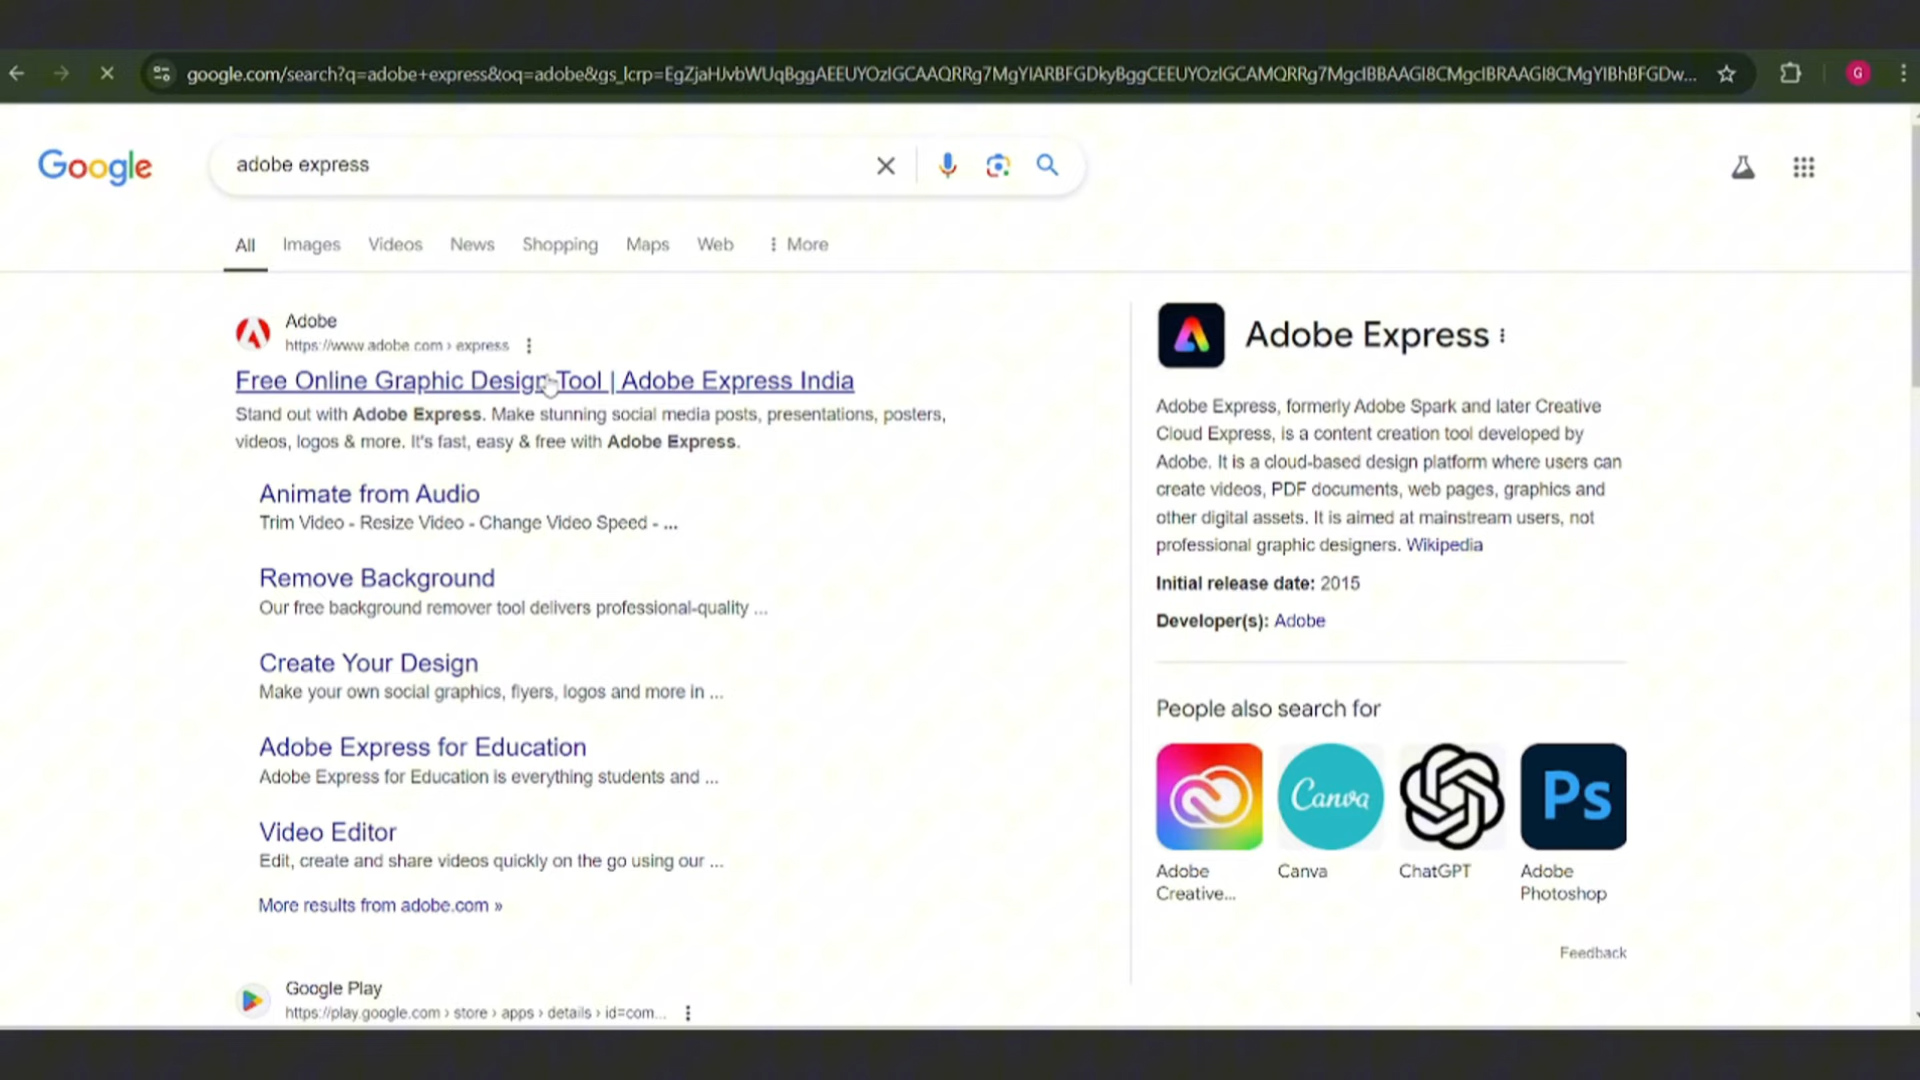 google.com/search?q=adobe+express&oq=adobe&gs_lcrp=EgZjaHJvbWUqBggAEEUYOzIGCAAQRRg7MgYIARBFGDkyBggCEEUYOzIGCAMQRRg7MgcIBBAAGI8CMgcIBRAAGI8CMgYIBhBFGDw...
G
Google
adobe express
All Images Videos News Shopping Maps Web More
Adobe
https://www.adobe.com › express
Free Online Graphic Design Tool | Adobe Express India
Stand out with Adobe Express. Make stunning social media posts, presentations, posters,
videos, logos & more. It's fast, easy & free with Adobe Express.
Animate from Audio
Trim Video - Resize Video - Change Video Speed - ...
Remove Background
Our free background remover tool delivers professional-quality ...
Create Your Design
Make your own social graphics, flyers, logos and more in ...
Adobe Express for Education
Adobe Express for Education is everything students and ...
Video Editor
Edit, create and share videos quickly on the go using our ...
More results from adobe.com »
Google Play
https://play.google.com › store › apps › details › id=com...
Adobe Express
Adobe Express, formerly Adobe Spark and later Creative
Cloud Express, is a content creation tool developed by
Adobe. It is a cloud-based design platform where users can
create videos, PDF documents, web pages, graphics and
other digital assets. It is aimed at mainstream users, not
professional graphic designers. Wikipedia
Initial release date: 2015
Developer(s): Adobe
People also search for
Canva
Ps
Adobe
Creative...
Canva
ChatGPT
Adobe
Photoshop
Feedback